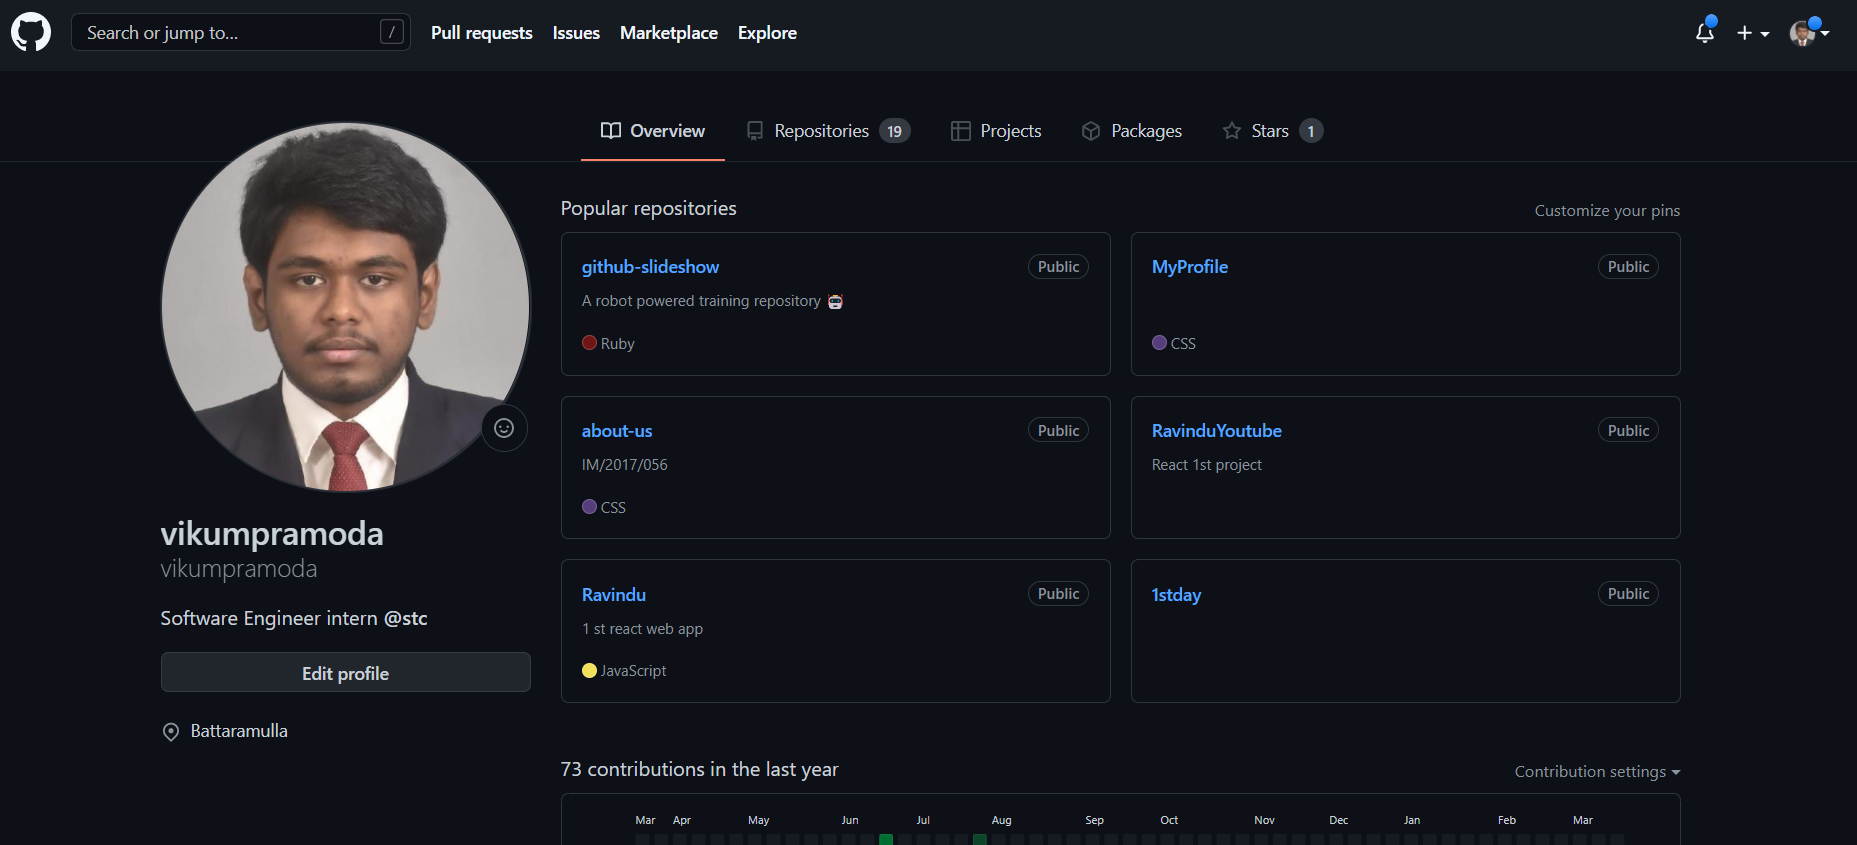 Search or jump to...
/
Pull requests
Issues
Marketplace
Explore
Overview
Repositories 19
Projects
Packages
Stars 1
vikumpramoda
vikumpramoda
Software Engineer intern @stc
Edit profile
Battaramulla
Popular repositories
Customize your pins
github-slideshow
Public
A robot powered training repository
Ruby
MyProfile
Public
CSS
about-us
Public
IM/2017/056
CSS
RavinduYoutube
Public
React 1st project
Ravindu
Public
1 st react web app
JavaScript
1stday
Public
73 contributions in the last year
Contribution settings
Mar Apr May Jun Jul Aug Sep Oct Nov Dec Jan Feb Mar